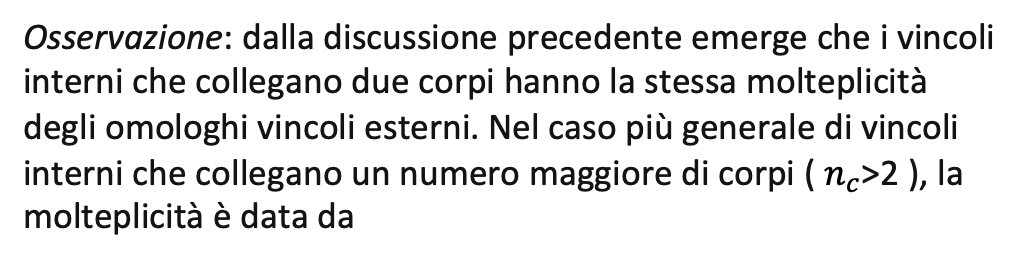 Osservazione: dalla discussione precedente emerge che i vincoli
interni che collegano due corpi hanno la stessa molteplicità
degli omologhi vincoli esterni. Nel caso più generale di vincoli
interni che collegano un numero maggiore di corpi ( n_c>2 ), la
molteplicità è data da